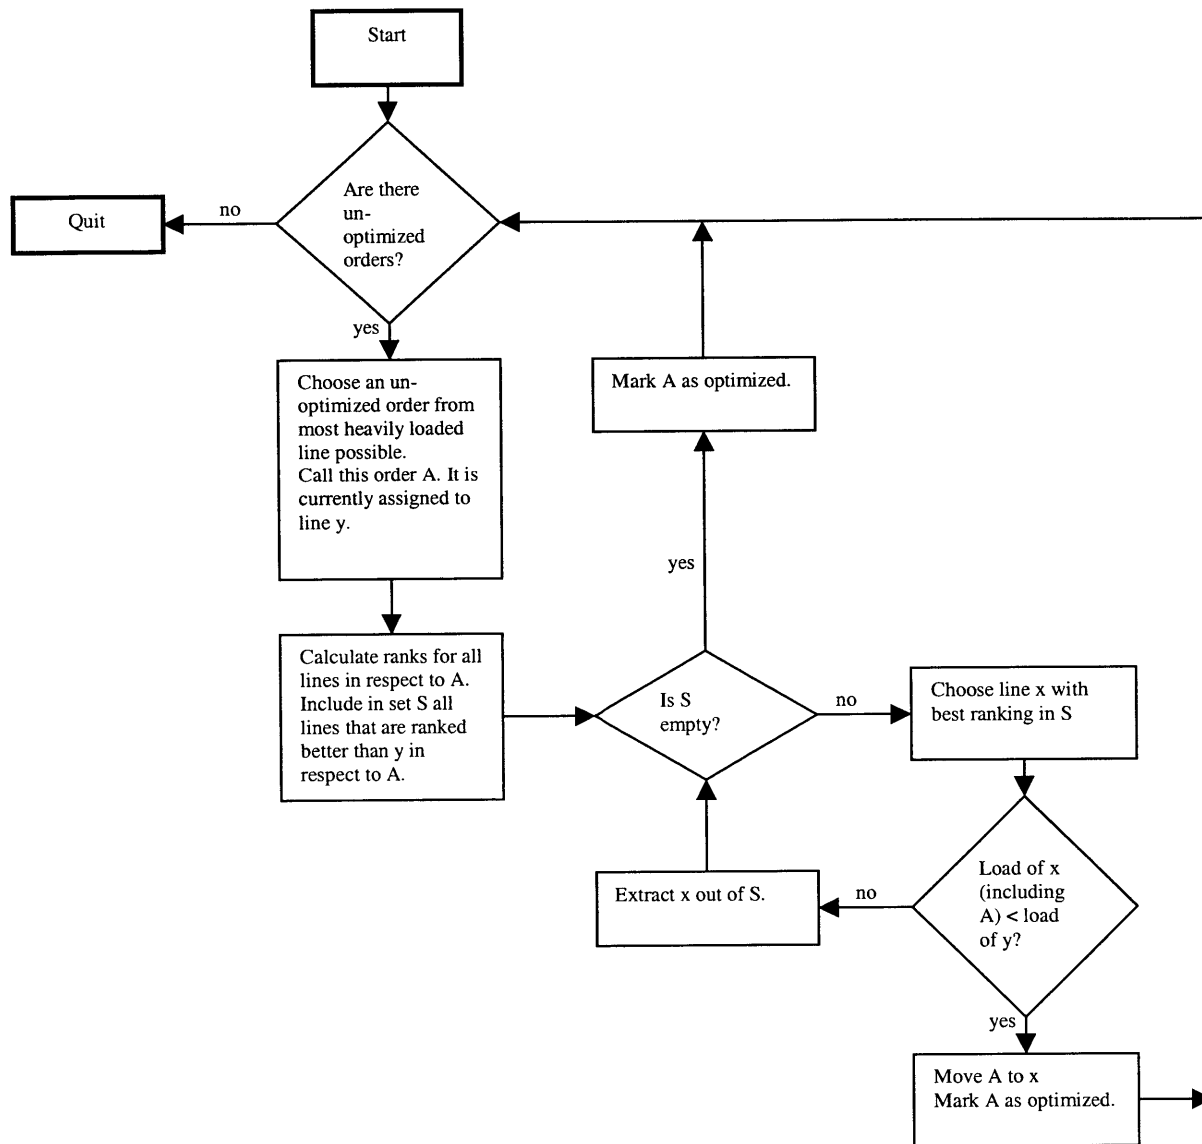 Start
Are there
un-
optimized
orders?
no
Quit
yes
Choose an un-
optimized order from
most heavily loaded
line possible.
Call this order A. It is
currently assigned to
line y.
Mark A as optimized.
yes
Calculate ranks for all
lines in respect to A.
Include in set S all
lines that are ranked
better than y in
respect to A.
Is S
empty?
no
Choose line x with
best ranking in S
Load of x
(including
A) < load
of y?
no
Extract x out of S.
yes
Move A to x
Mark A as optimized.